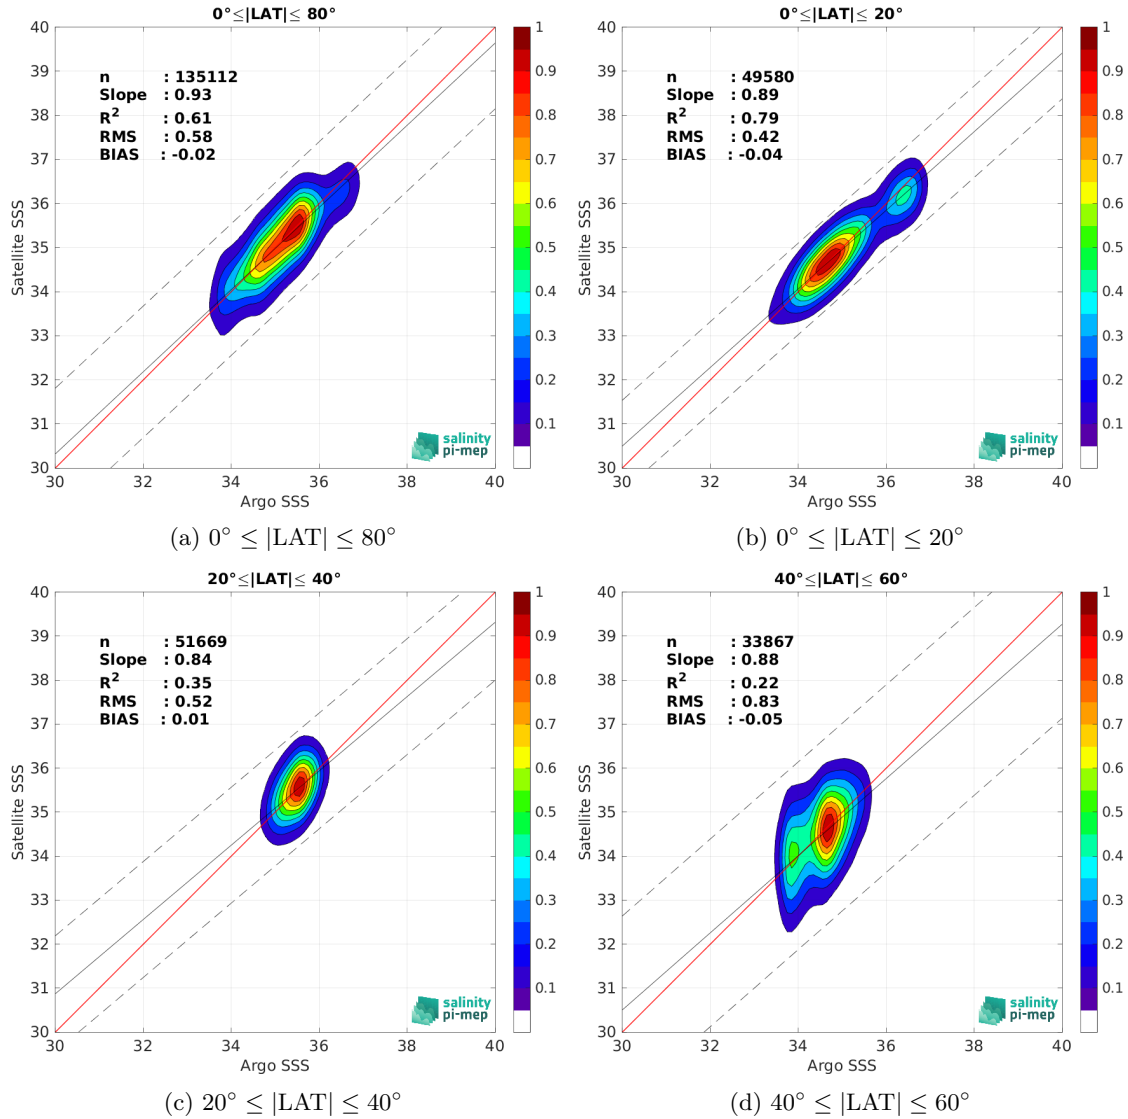 0°≤|LAT|≤ 80°
n : 135112
Slope : 0.93
R² : 0.61
RMS : 0.58
BIAS : -0.02
40
39
38
37
36
35
34
33
32
31
30
Satellite SSS
30 32 34 36 38 40
Argo SSS
1
0.9
0.8
0.7
0.6
0.5
0.4
0.3
0.2
0.1
salinity
pi-mep
(a) 0° ≤ |LAT| ≤ 80°
0°≤|LAT|≤ 20°
n : 49580
Slope : 0.89
R² : 0.79
RMS : 0.42
BIAS : -0.04
40
39
38
37
36
35
34
33
32
31
30
Satellite SSS
30 32 34 36 38 40
Argo SSS
1
0.9
0.8
0.7
0.6
0.5
0.4
0.3
0.2
0.1
salinity
pi-mep
(b) 0° ≤ |LAT| ≤ 20°
20°≤|LAT|≤ 40°
n : 51669
Slope : 0.84
R² : 0.35
RMS : 0.52
BIAS : 0.01
40
39
38
37
36
35
34
33
32
31
30
Satellite SSS
30 32 34 36 38 40
Argo SSS
1
0.9
0.8
0.7
0.6
0.5
0.4
0.3
0.2
0.1
salinity
pi-mep
(c) 20° ≤ |LAT| ≤ 40°
40°≤|LAT|≤ 60°
n : 33867
Slope : 0.88
R² : 0.22
RMS : 0.83
BIAS : -0.05
40
39
38
37
36
35
34
33
32
31
30
Satellite SSS
30 32 34 36 38 40
Argo SSS
1
0.9
0.8
0.7
0.6
0.5
0.4
0.3
0.2
0.1
salinity
pi-mep
(d) 40° ≤ |LAT| ≤ 60°